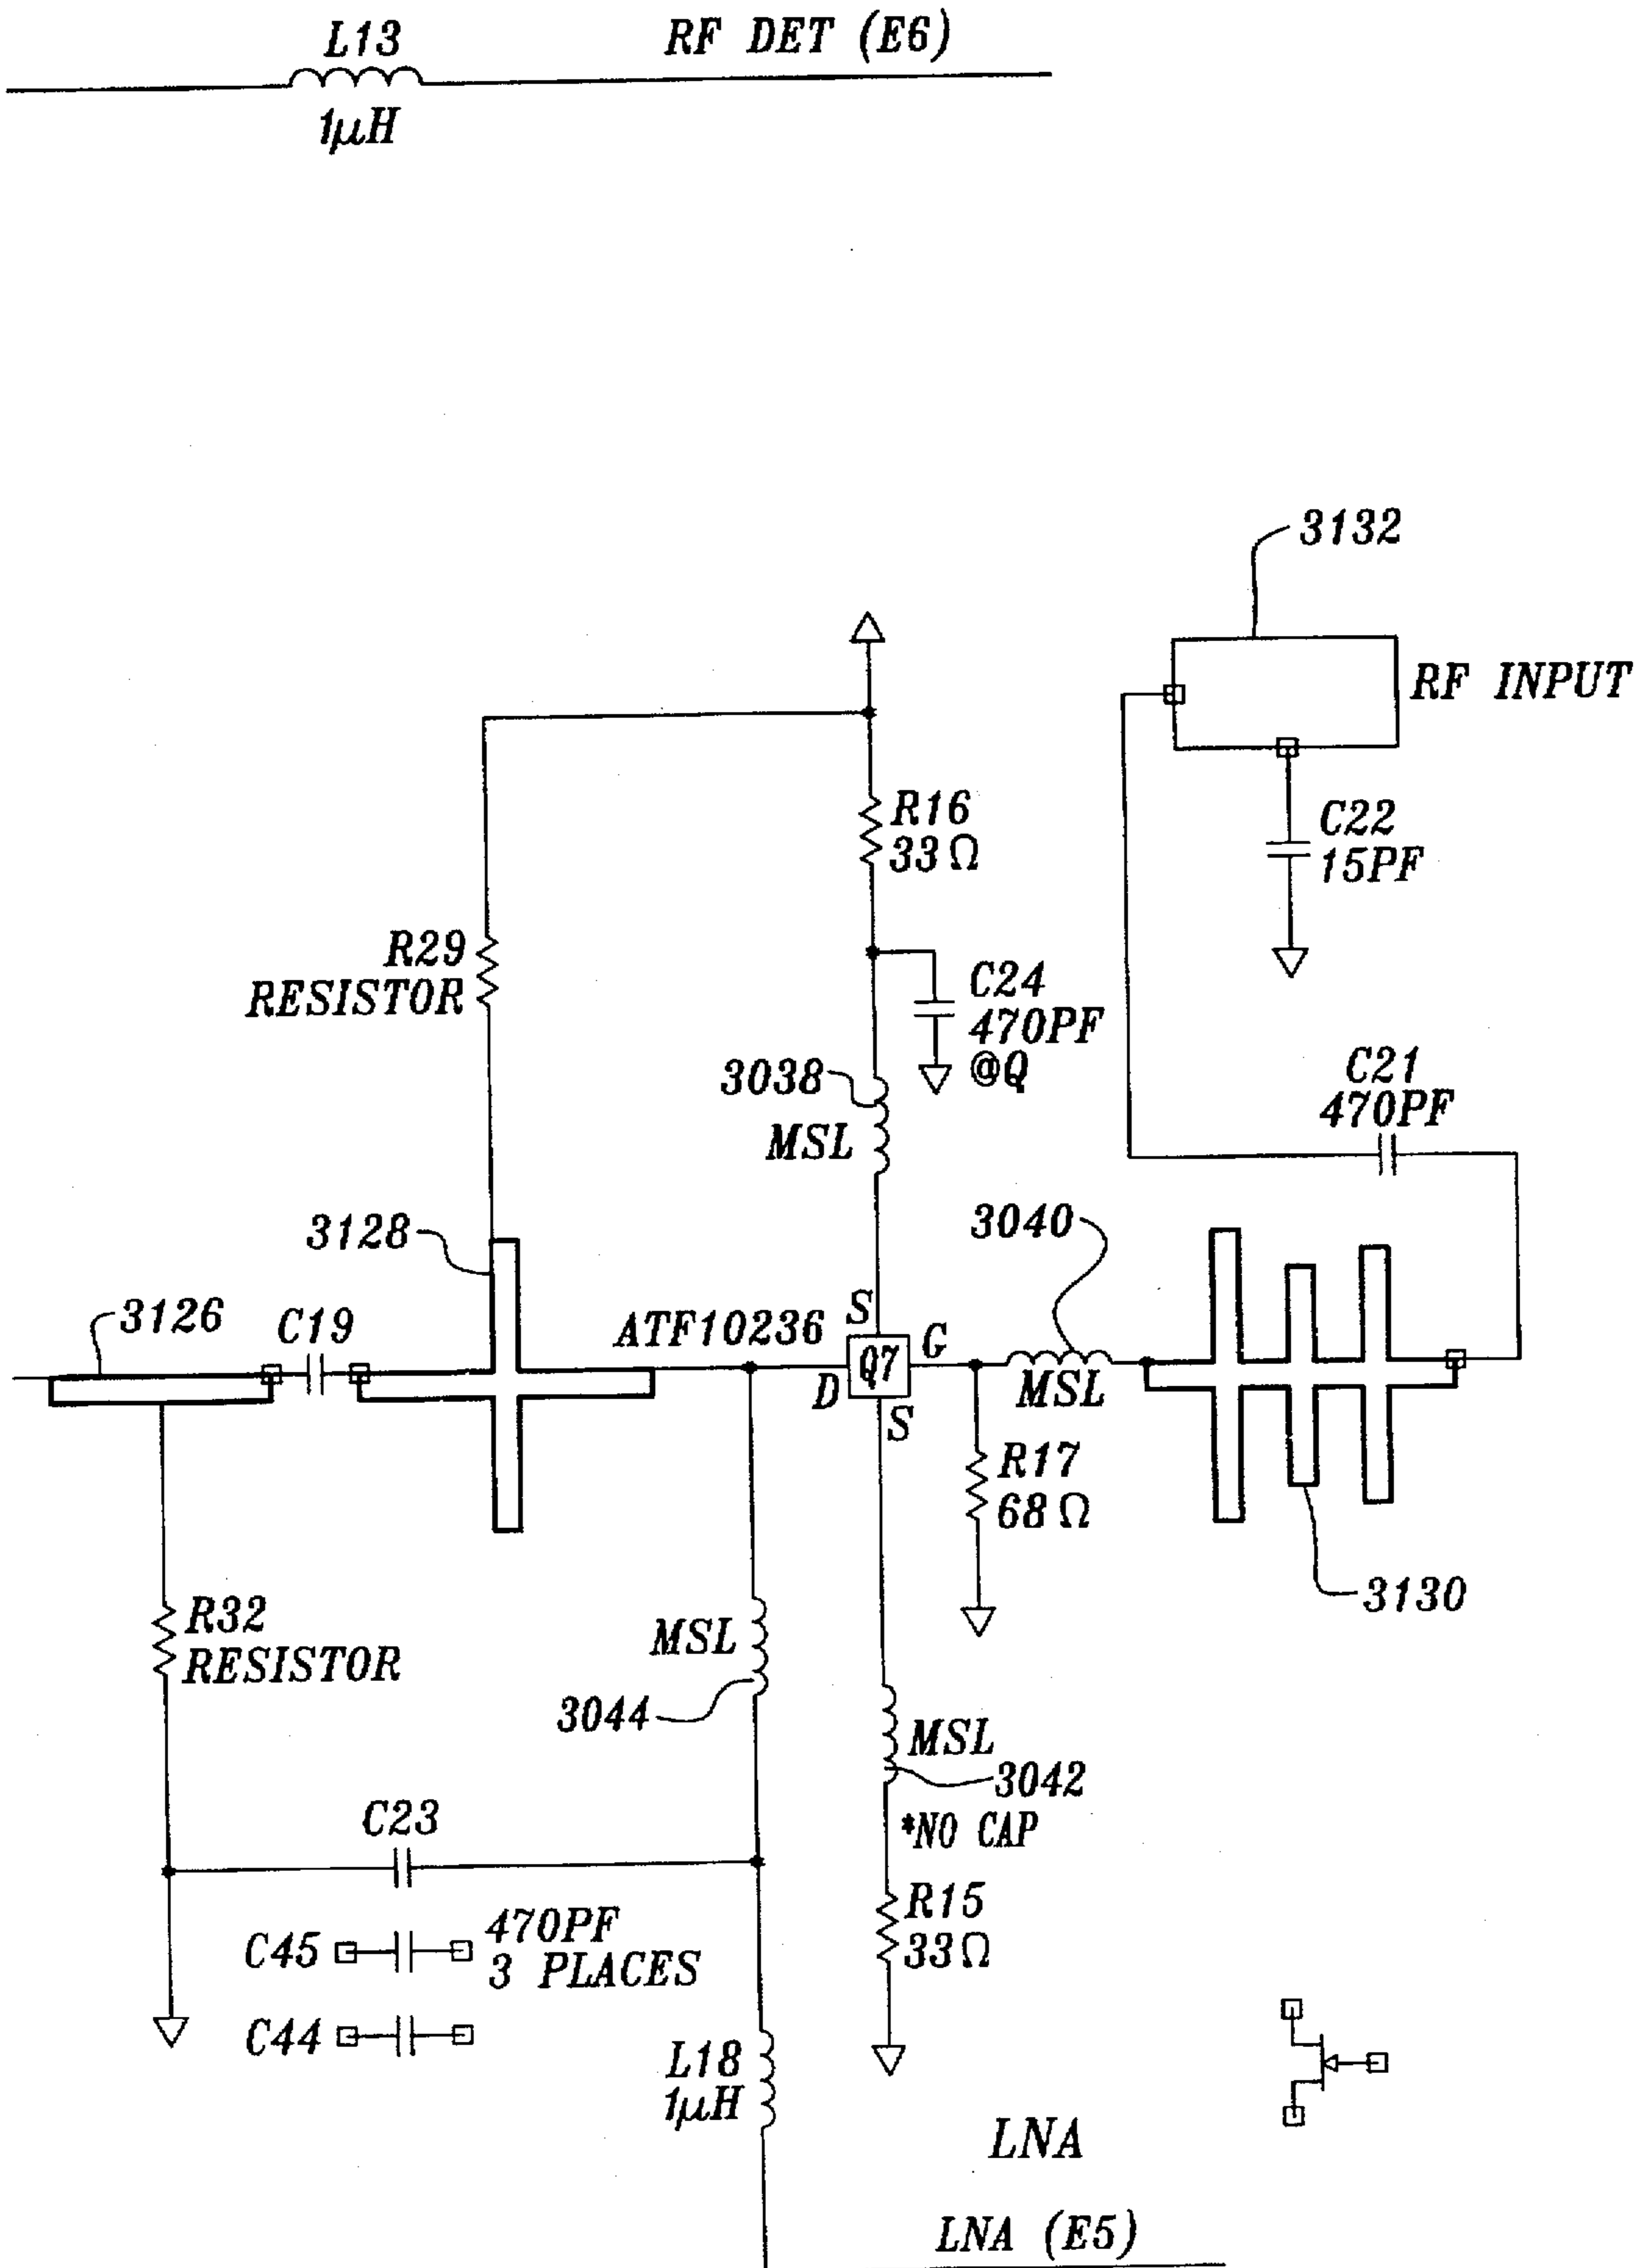 L13
RF DET (E6)
1μH
3132
RF INPUT
R16
33Ω
C22
15PF
R29
RESISTOR
C24
470PF
@Q
3038
MSL
C21
470PF
3128
3040
3126
C19
ATF10236
S
Q7
G
D
S
MSL
R17
68Ω
3130
R32
RESISTOR
MSL
3044
MSL
3042
*NO CAP
C23
R15
33Ω
C45
470PF
3 PLACES
C44
L18
1μH
LNA
LNA (E5)